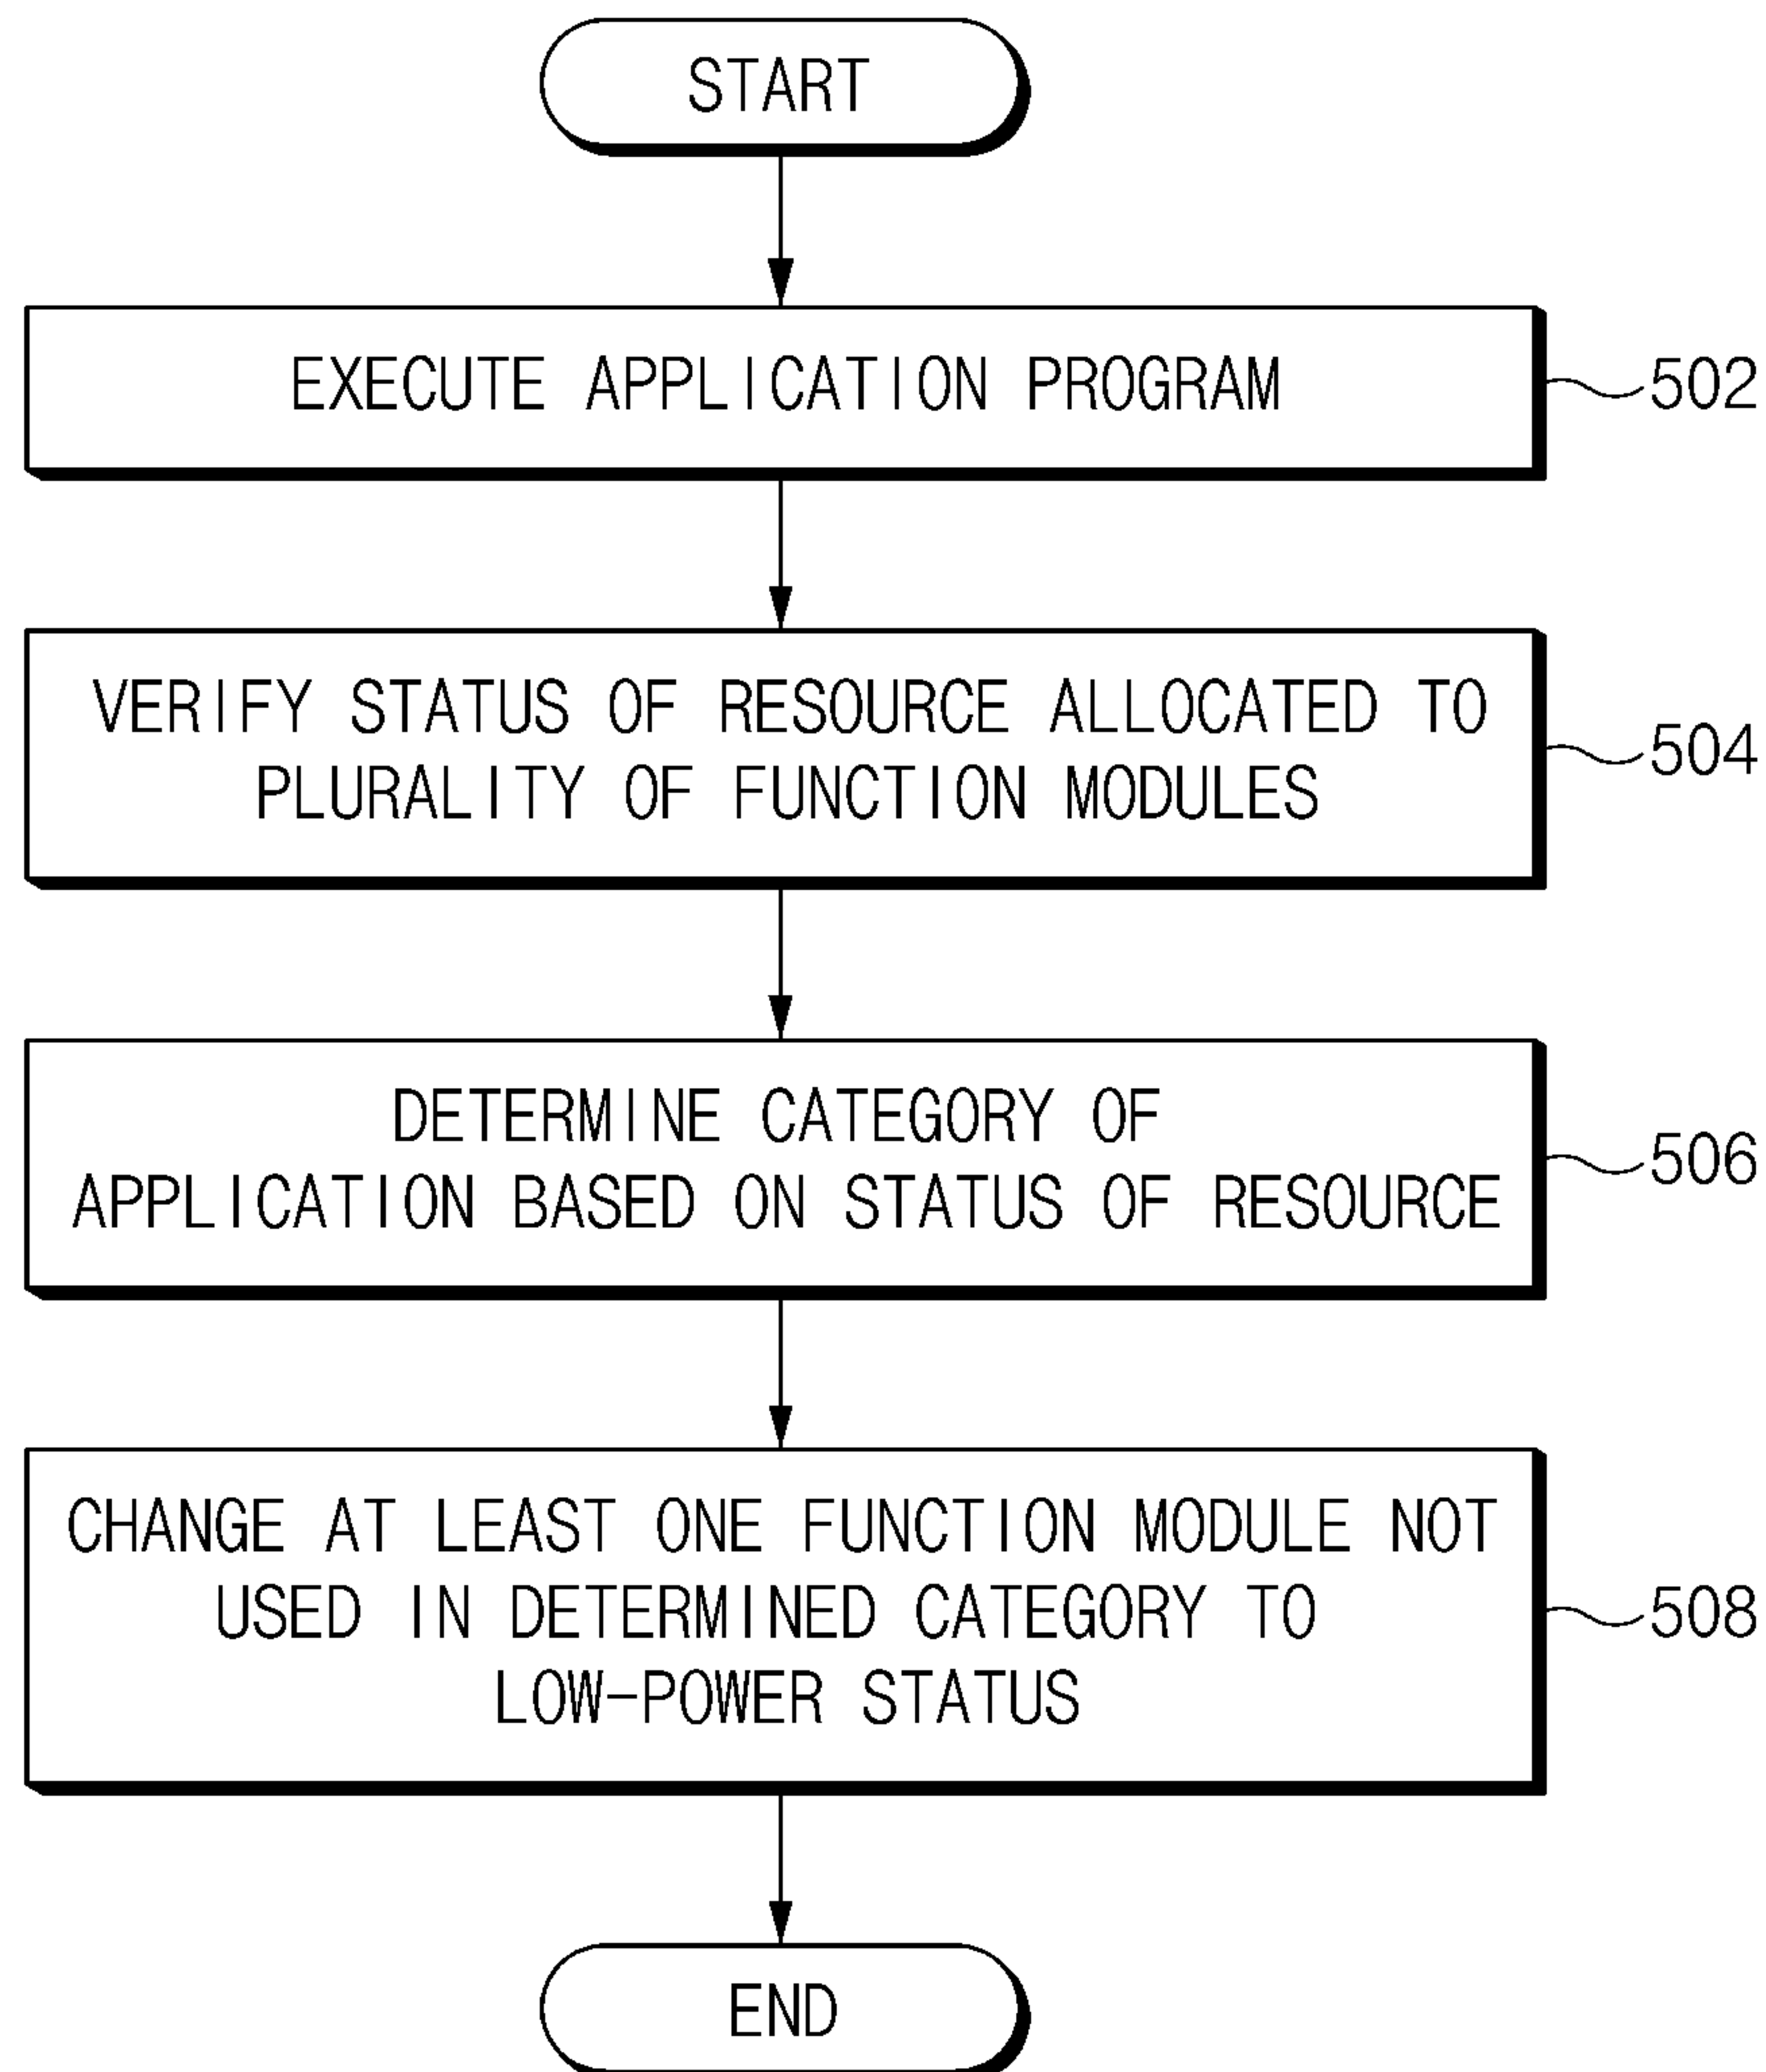 START
EXECUTE APPLICATION PROGRAM
502
VERIFY STATUS OF RESOURCE ALLOCATED TO
PLURALITY OF FUNCTION MODULES
504
DETERMINE CATEGORY OF
APPLICATION BASED ON STATUS OF RESOURCE
506
CHANGE AT LEAST ONE FUNCTION MODULE NOT
USED IN DETERMINED CATEGORY TO
LOW-POWER STATUS
508
END